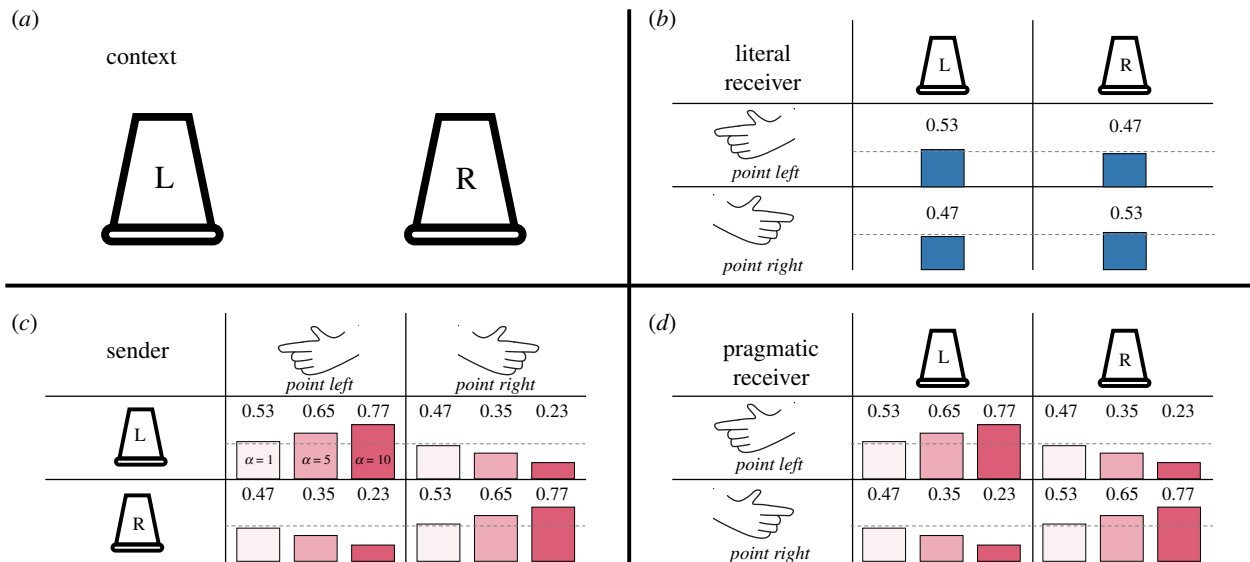 (a)
context
L R
(b)
literal
receiver
L R
0.53 0.47
point left
0.47 0.53
point right
(c)
sender
point left point right
L
0.53 0.65 0.77 0.47 0.35 0.23
α = 1 α = 5 α = 10
R
0.47 0.35 0.23 0.53 0.65 0.77
(d)
pragmatic
receiver
L R
0.53 0.65 0.77 0.47 0.35 0.23
point left
0.47 0.35 0.23 0.53 0.65 0.77
point right